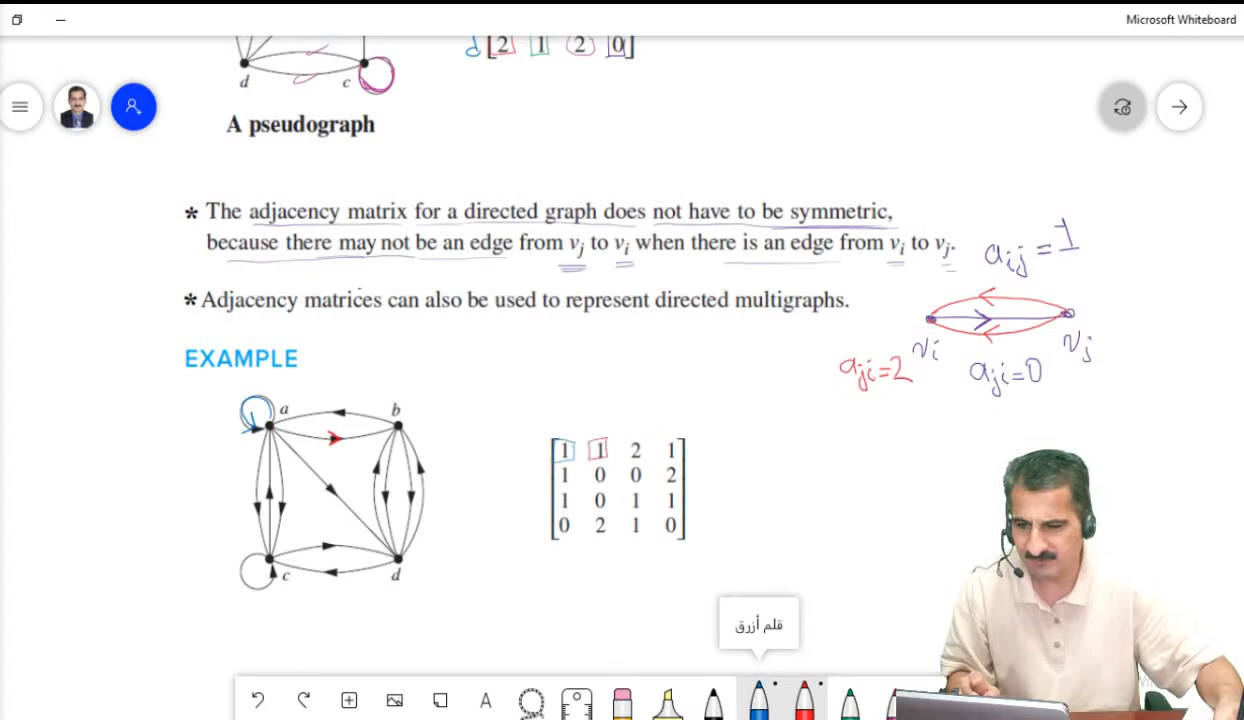 Microsoft Whiteboard
d [2 1 2 0]
d
c
A pseudograph
* The adjacency matrix for a directed graph does not have to be symmetric,
because there may not be an edge from vj to vi when there is an edge from vi to vj.
aij = 1
* Adjacency matrices can also be used to represent directed multigraphs.
vi
vj
aji=2
aji=0
EXAMPLE
a
b
c
d
1 1 2 1
1 0 0 2
1 0 1 1
0 2 1 0
قلم أزرق
A